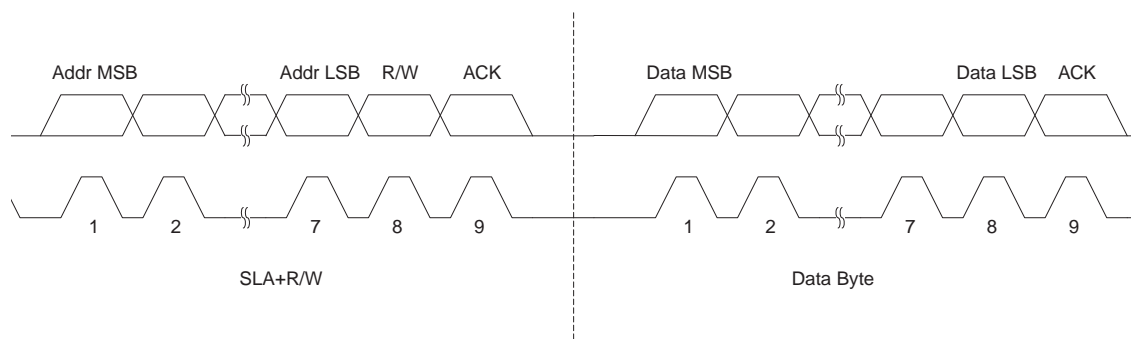 Addr MSB Addr LSB R/W ACK Data MSB Data LSB ACK
1 2 7 8 9 1 2 7 8 9
SLA+R/W Data Byte